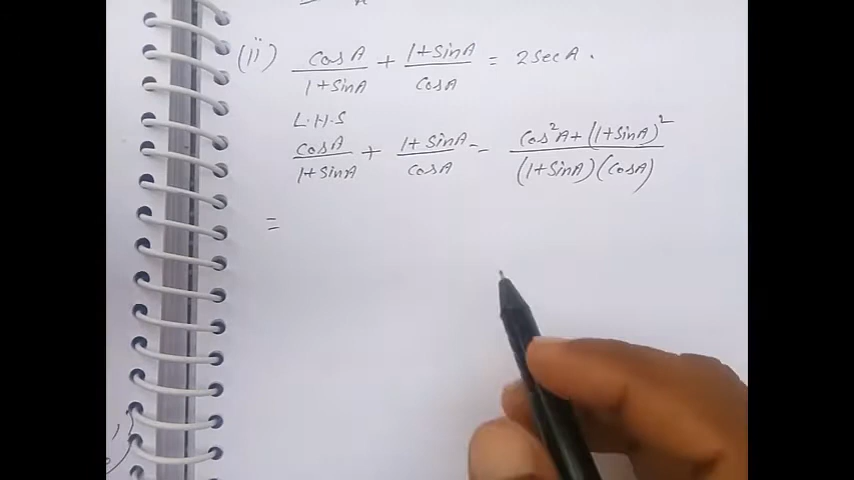 (ii) cosA/(1+sinA) + (1+sinA)/cosA = 2secA.
L.H.S
cosA/(1+sinA) + (1+sinA)/cosA = (cos²A+(1+sinA)²)/((1+sinA)(cosA))
=